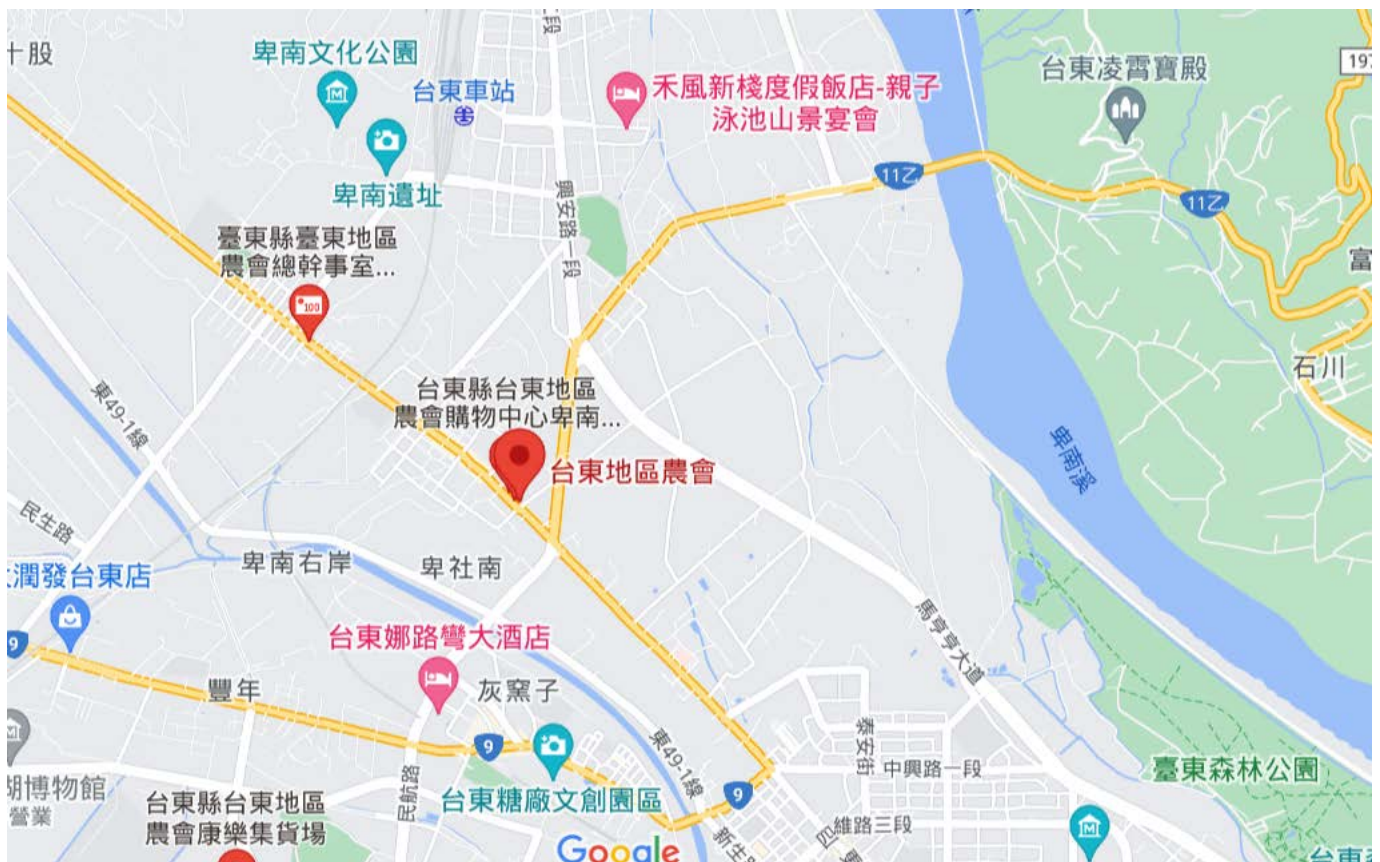 十股
卑南文化公園
台東車站
二段
禾風新棧度假飯店-親子
泳池山景宴會
台東凌霄寶殿
197
卑南遺址
11乙
11乙
興安路一段
臺東縣臺東地區
農會總幹事室...
100
富
石川
台東縣台東地區
農會購物中心卑南...
台東地區農會
東49-1線
卑南溪
民生路
卑南右岸
卑社南
大潤發台東店
馬亨亨大道
9
台東娜路彎大酒店
豐年
灰窯子
9
東49-1線
泰安街
中興路一段
9
臺東森林公園
湖博物館
營業
台東縣台東地區
農會康樂集貨場
民航路
台東糖廠文創園區
維路三段
四
新生路
Google
台東森